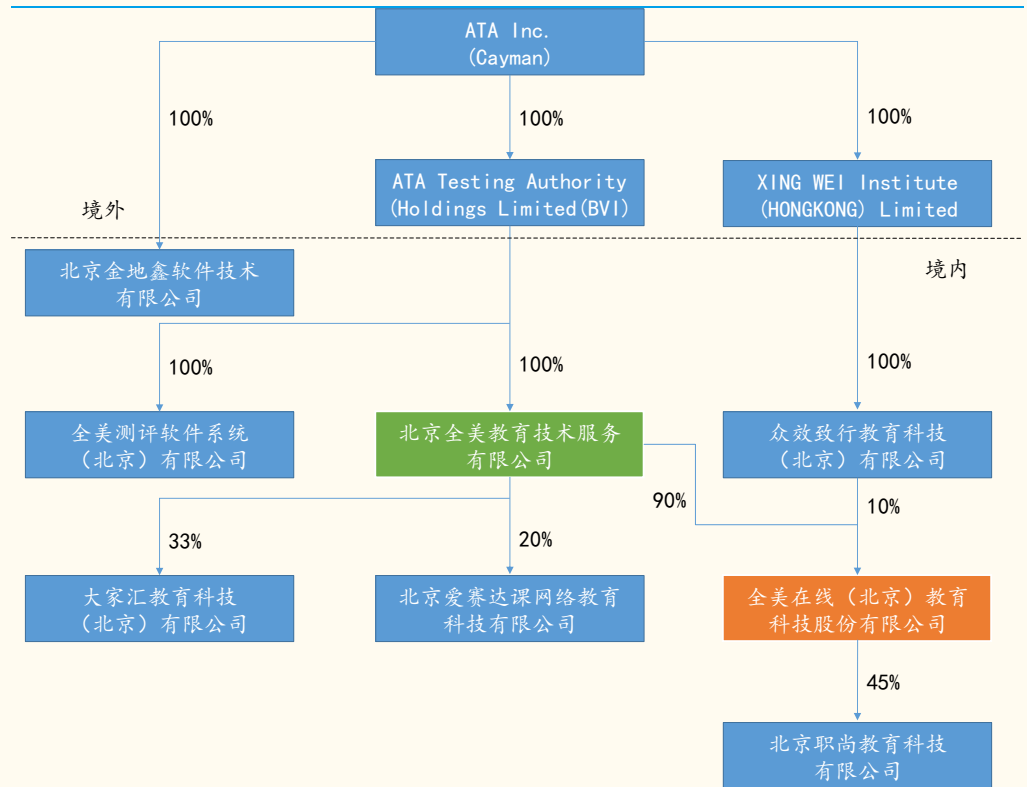 ATA Inc.
(Cayman)
100%
100%
100%
ATA Testing Authority
(Holdings Limited(BVI)
XING WEI Institute
(HONGKONG) Limited
境外
境内
北京金地鑫软件技术
有限公司
100%
100%
100%
全美测评软件系统
（北京）有限公司
北京全美教育技术服务
有限公司
众效致行教育科技
（北京）有限公司
90%
10%
33%
20%
大家汇教育科技
（北京）有限公司
北京爱赛达课网络教育
科技有限公司
全美在线（北京）教育
科技股份有限公司
45%
北京职尚教育科技
有限公司